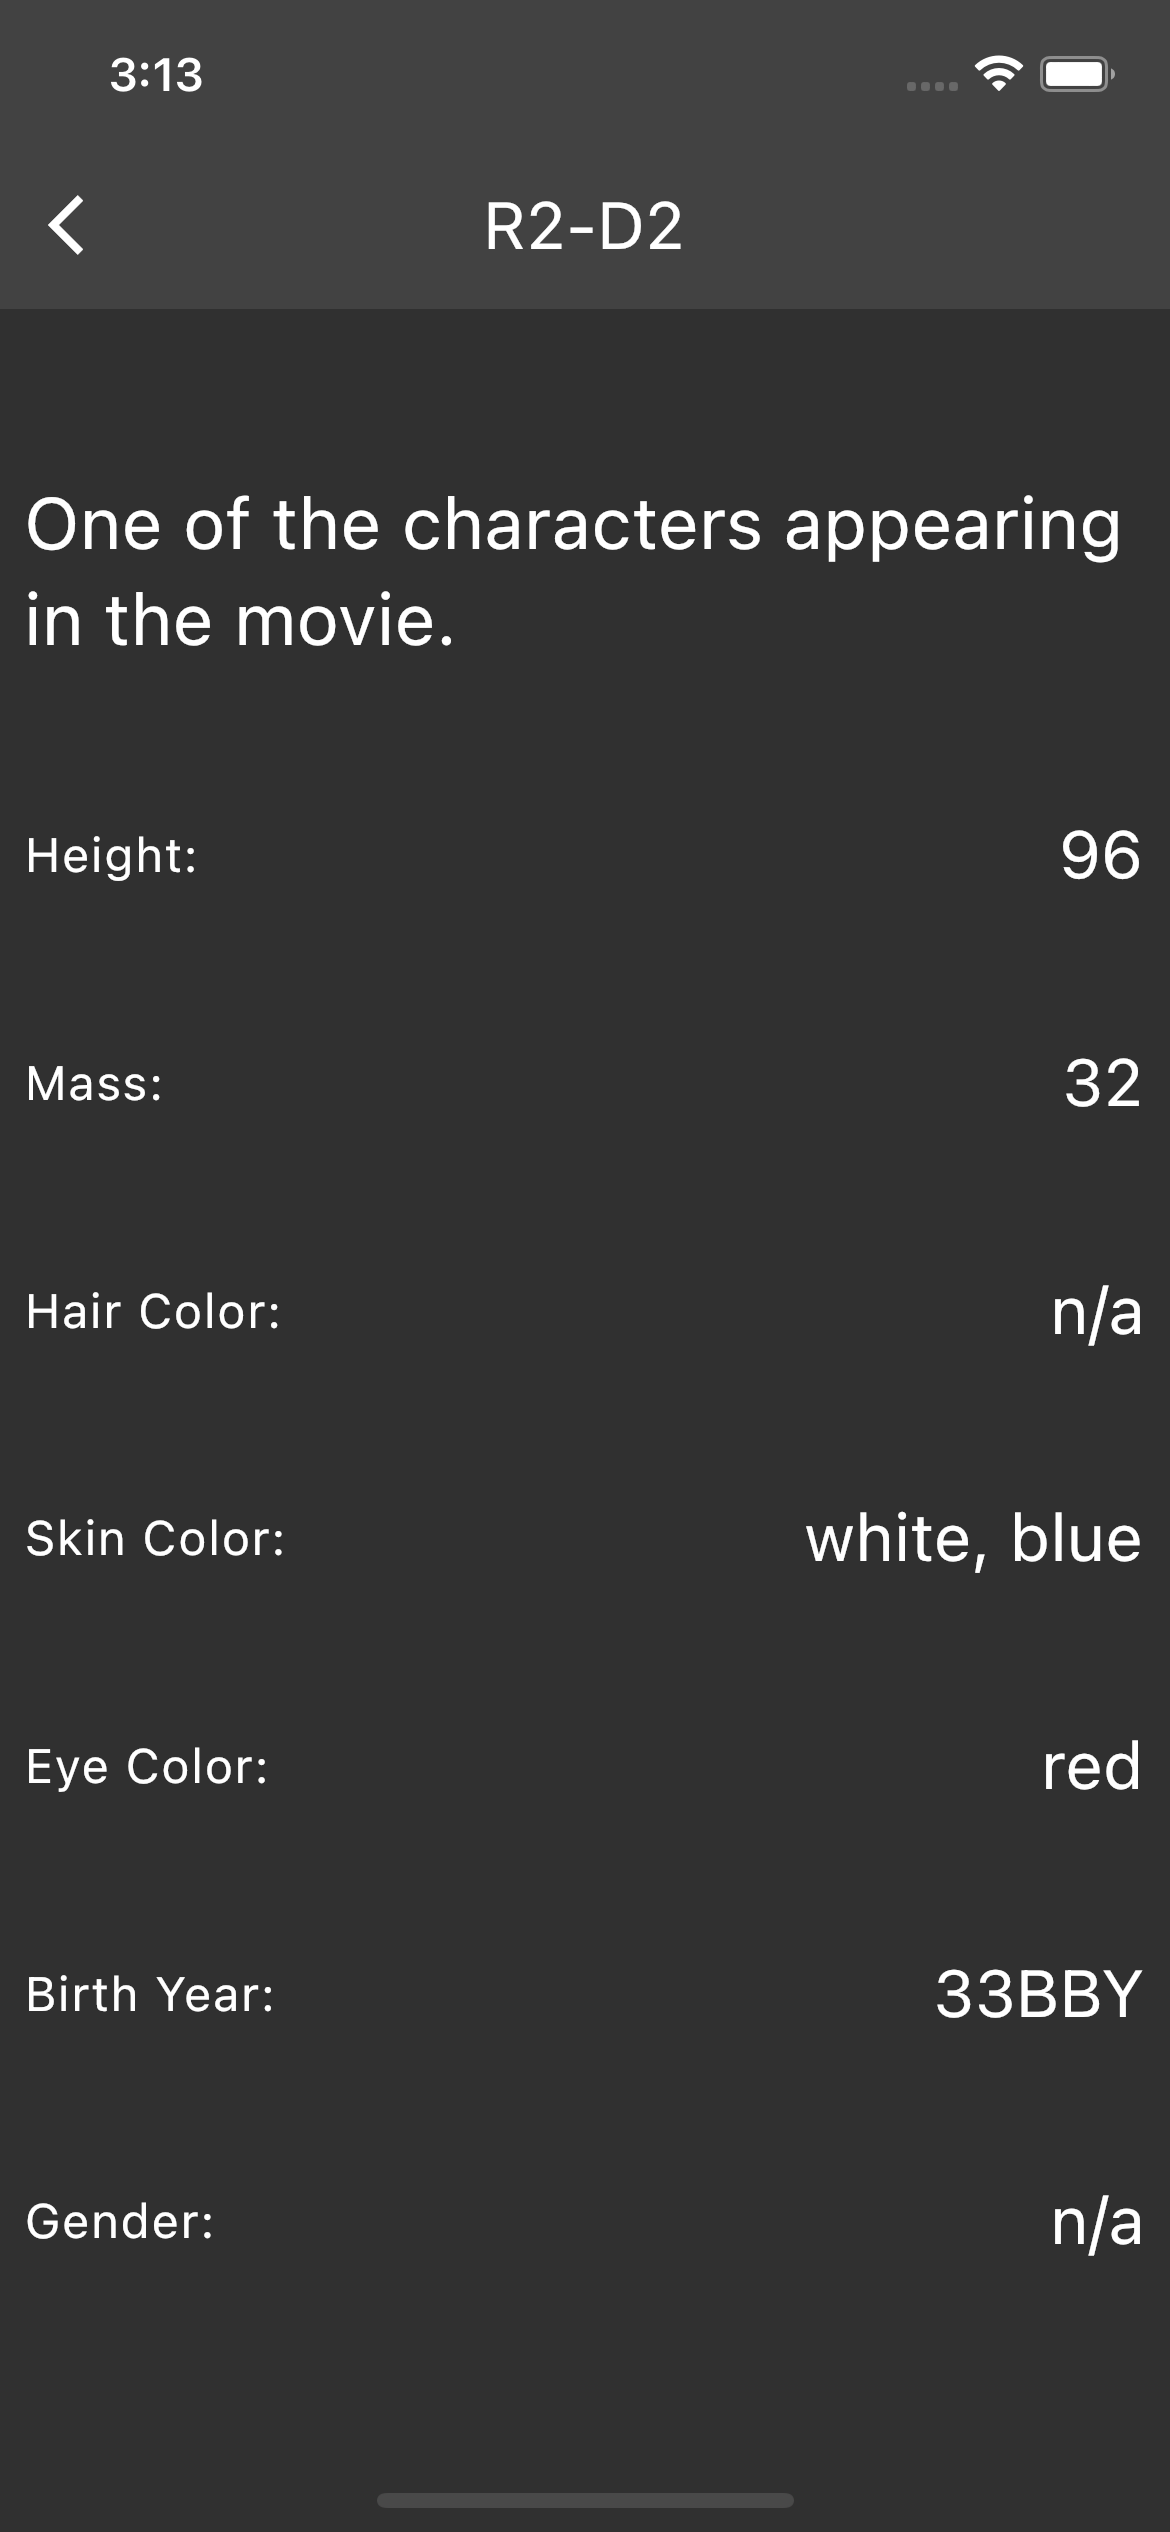 3:13
R2-D2
One of the characters appearing
in the movie.
Height: 96
Mass: 32
Hair Color: n/a
Skin Color: white, blue
Eye Color: red
Birth Year: 33BBY
Gender: n/a